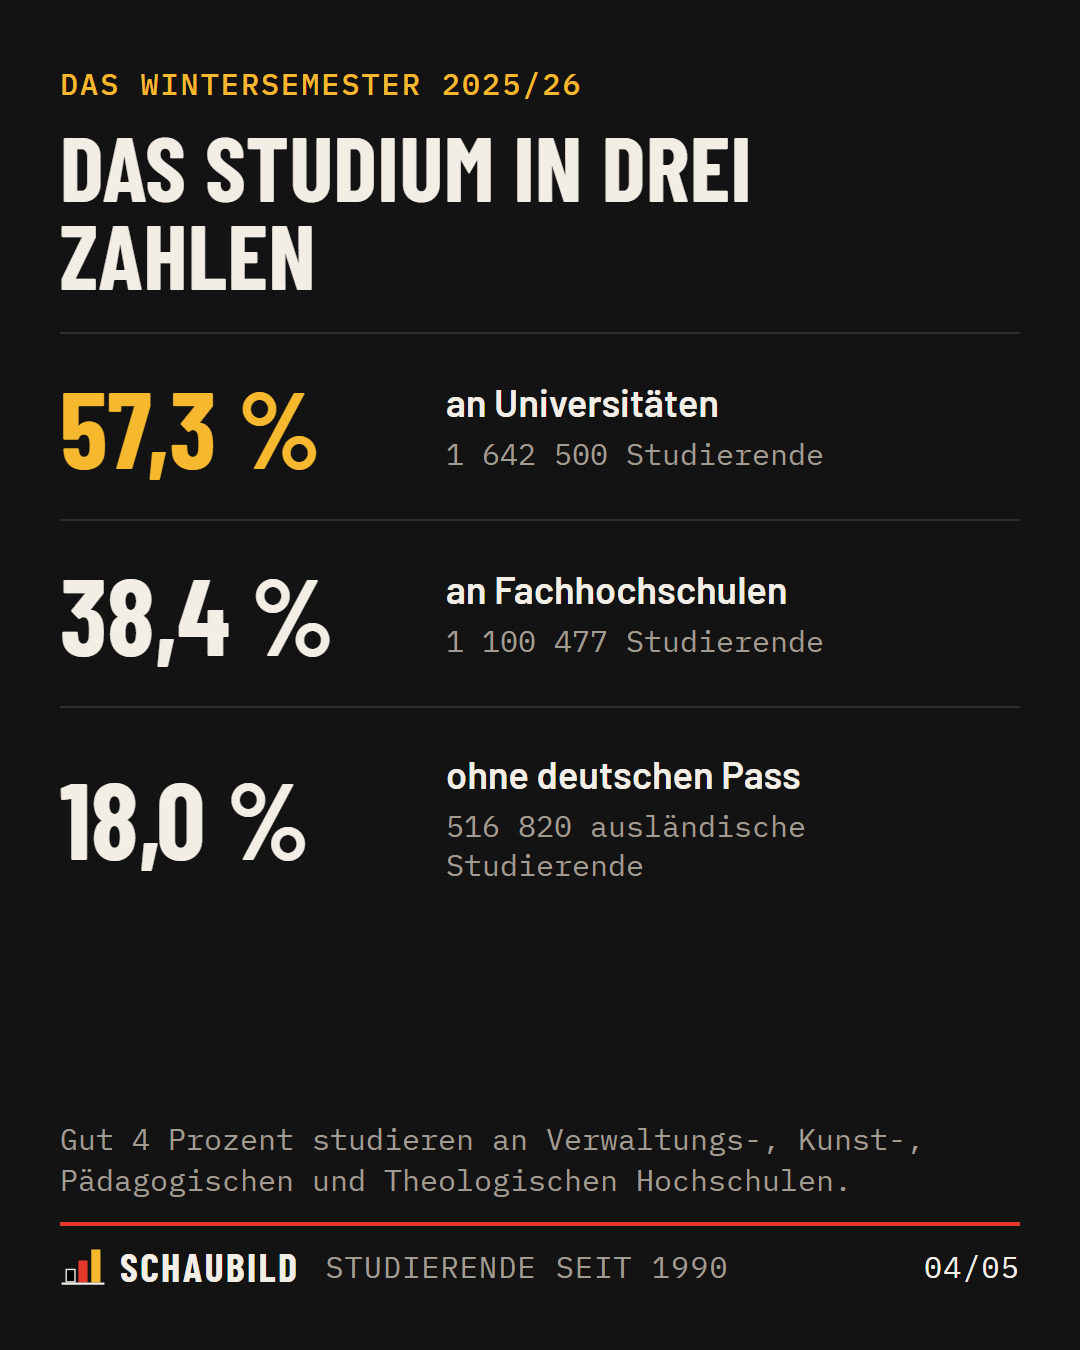 DAS WINTERSEMESTER 2025/26
DAS STUDIUM IN DREI
ZAHLEN
57,3 %
an Universitäten
1 642 500 Studierende
38,4 %
an Fachhochschulen
1 100 477 Studierende
18,0 %
ohne deutschen Pass
516 820 ausländische
Studierende
Gut 4 Prozent studieren an Verwaltungs-, Kunst-,
Pädagogischen und Theologischen Hochschulen.
SCHAUBILD STUDIERENDE SEIT 1990 04/05